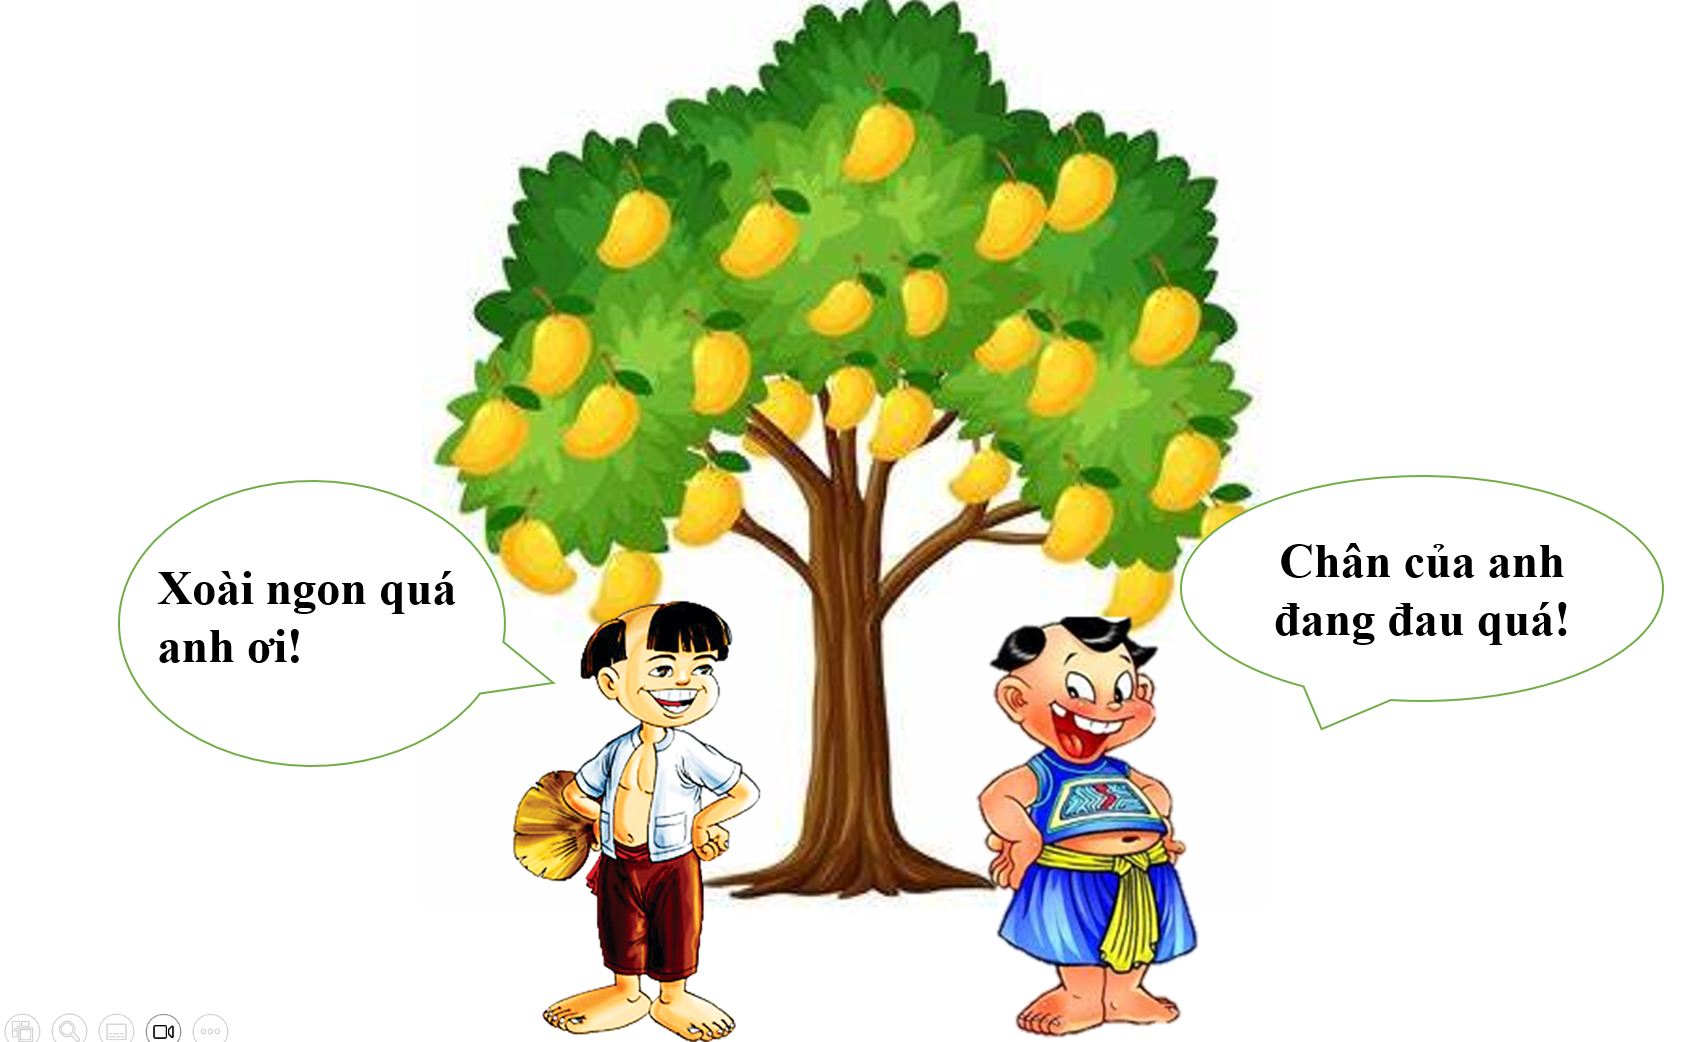 Xoài ngon quá
anh ơi!
Chân của anh
đang đau quá!